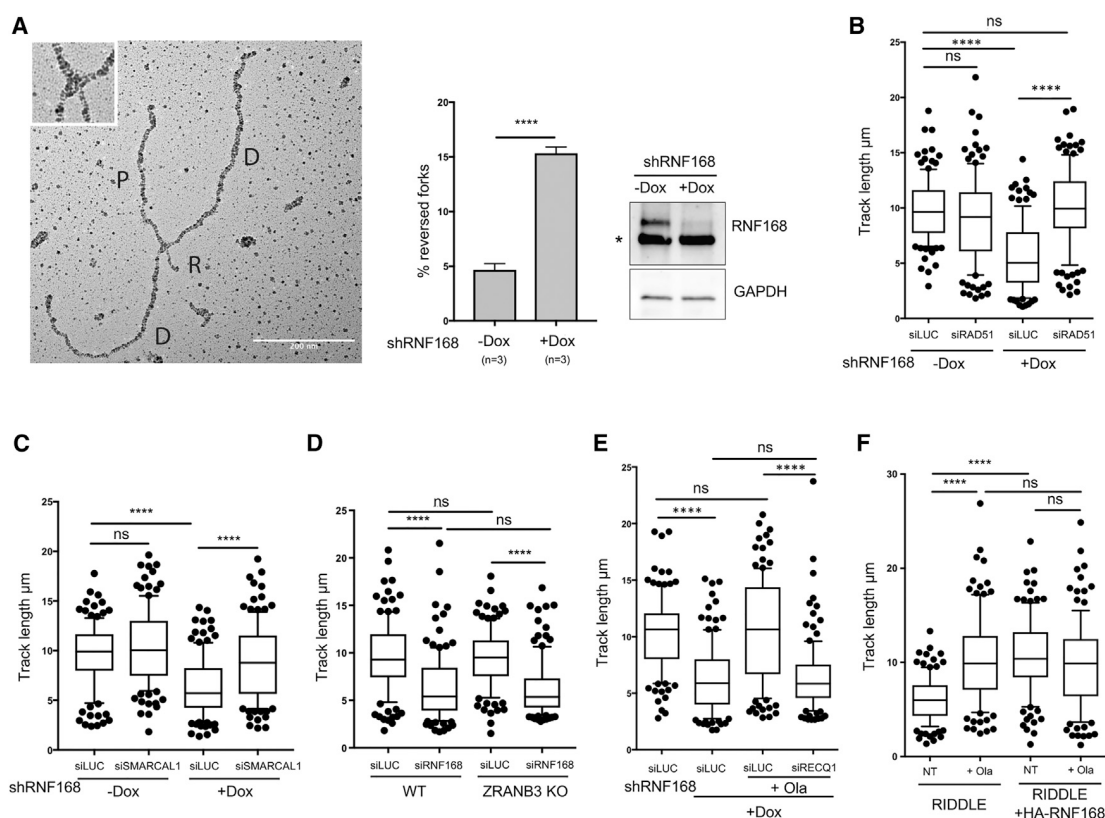 A
P
D
R
D
200 nm
% reversed forks
20
15
10
5
0
****
shRNF168
-Dox
+Dox
(n=3)
(n=3)
shRNF168
-Dox +Dox
RNF168
*
GAPDH
B
Track length µm
25
20
15
10
5
0
ns
****
ns
****
siLUC siRAD51 siLUC siRAD51
shRNF168 -Dox +Dox
C
Track length µm
25
20
15
10
5
0
****
ns
****
siLUC siSMARCAL1 siLUC siSMARCAL1
shRNF168 -Dox +Dox
D
Track length µm
25
20
15
10
5
0
ns
****
ns
****
siLUC siRNF168 siLUC siRNF168
WT ZRANB3 KO
E
Track length µm
25
20
15
10
5
0
ns
ns
****
****
siLUC siLUC siLUC siRECQ1
shRNF168
+ Ola
+Dox
F
Track length µm
30
20
10
0
****
****
ns
ns
NT + Ola NT + Ola
RIDDLE RIDDLE
+HA-RNF168